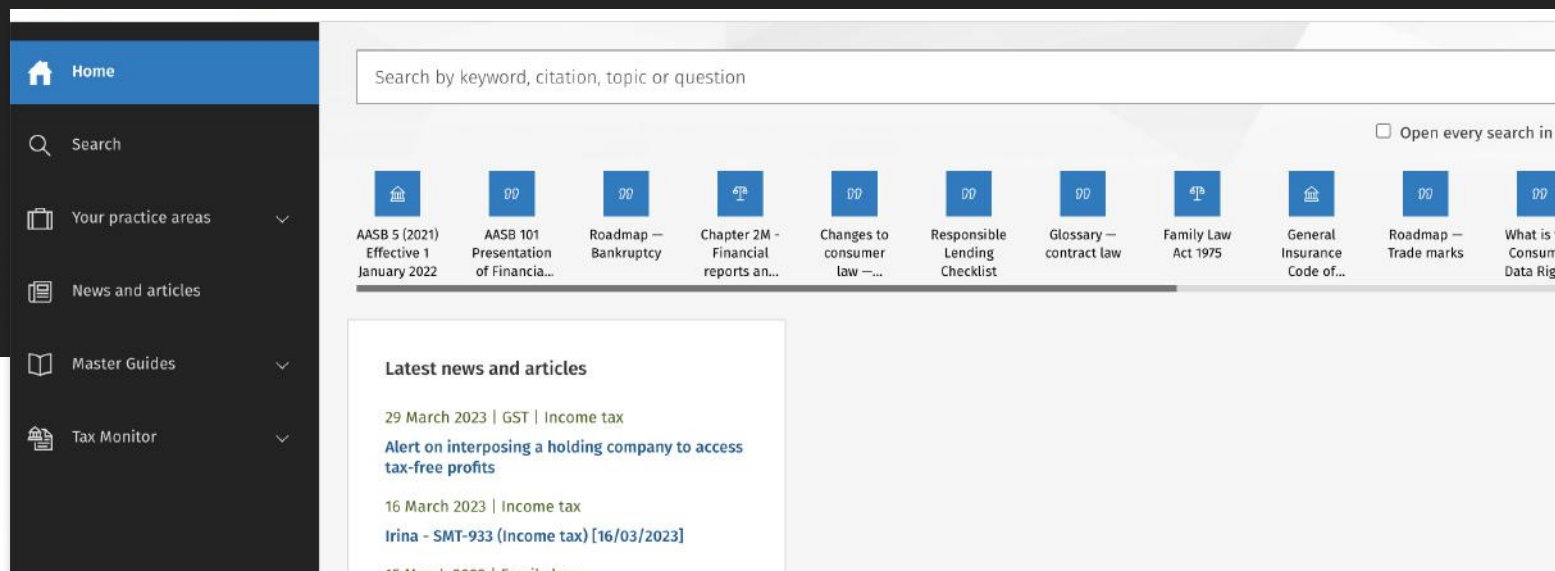 Home
Search
Your practice areas
News and articles
Master Guides
Tax Monitor
Search by keyword, citation, topic or question
Open every search in
AASB 5 (2021)
Effective 1
January 2022
AASB 101
Presentation
of Financia...
Roadmap —
Bankruptcy
Chapter 2M -
Financial
reports an...
Changes to
consumer
law —...
Responsible
Lending
Checklist
Glossary —
contract law
Family Law
Act 1975
General
Insurance
Code of...
Roadmap —
Trade marks
What is
Consum
Data Rig
Latest news and articles
29 March 2023 | GST | Income tax
Alert on interposing a holding company to access
tax-free profits
16 March 2023 | Income tax
Irina - SMT-933 (Income tax) [16/03/2023]